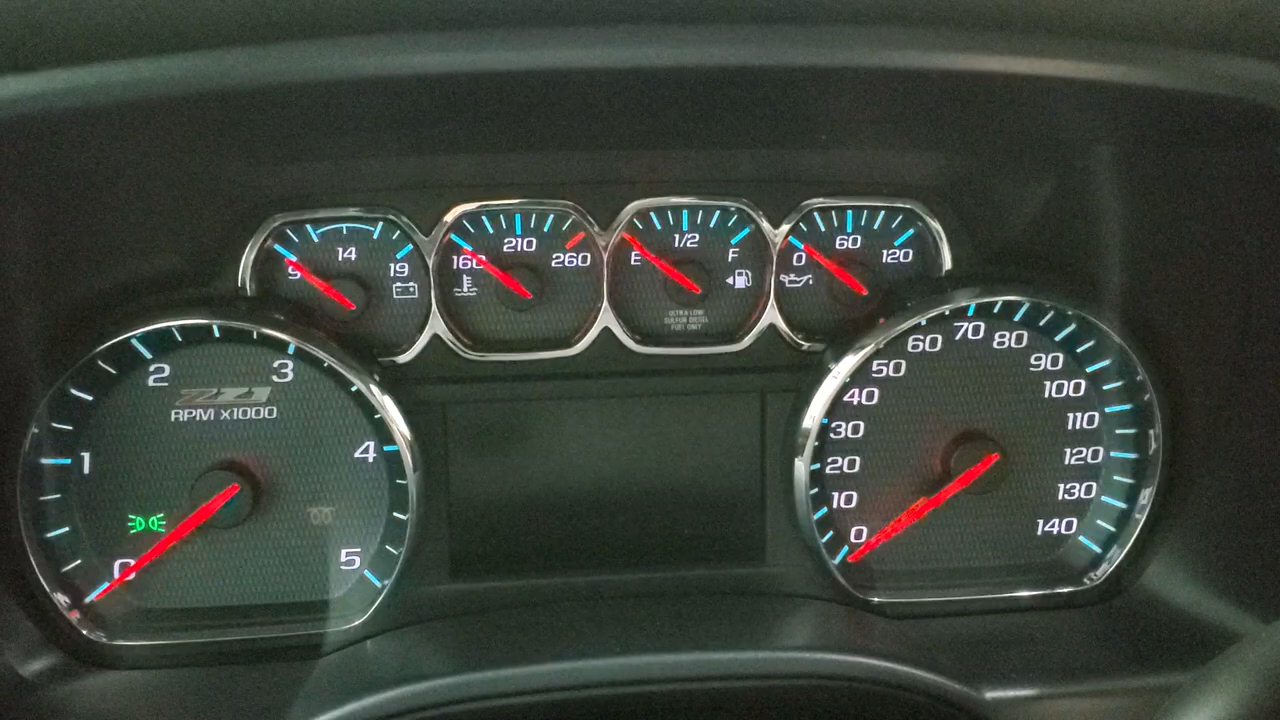 9 14 19
160 210 260
E 1/2 F
ULTRA LOW
SULFUR DIESEL
FUEL ONLY
0 60 120
0 1 2 3 4 5
Z71
RPM x1000
0 10 20 30 40 50 60 70 80 90 100 110 120 130 140